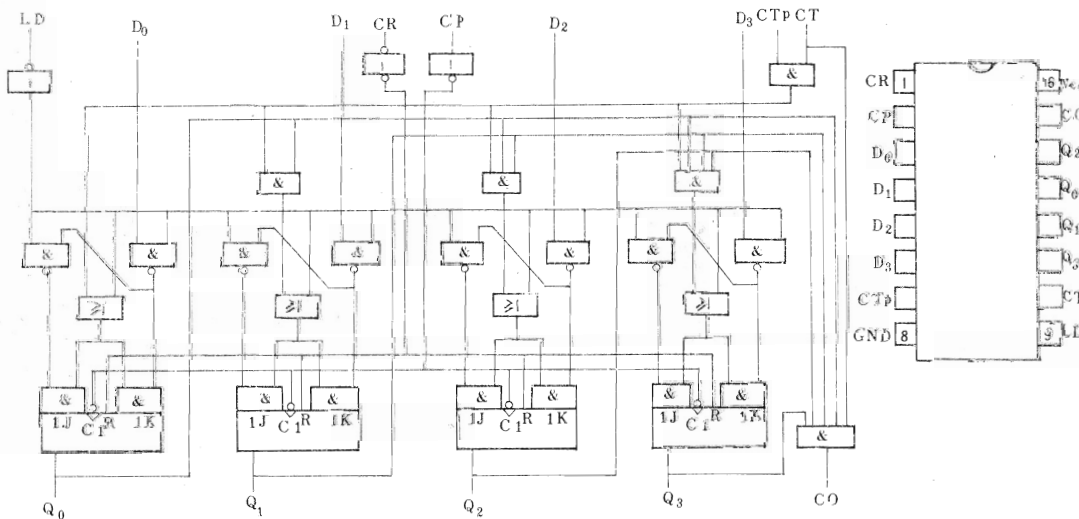 LD
D0
D1
CR
CP
D2
D3
CTP
CT
1
1
1
&
&
&
&
& & & & & & & &
≥1
≥1
≥1
≥1
& & & & & & & &
1J C1 R 1K
1J C1 R 1K
1J C1 R 1K
1J C1 R 1K
&
Q0
Q1
Q2
Q3
CO
CR 1
CP
D0
D1
D2
D3
CTP
GND 8
16
Q2
Q0
Q1
Q3
CT
9 LD